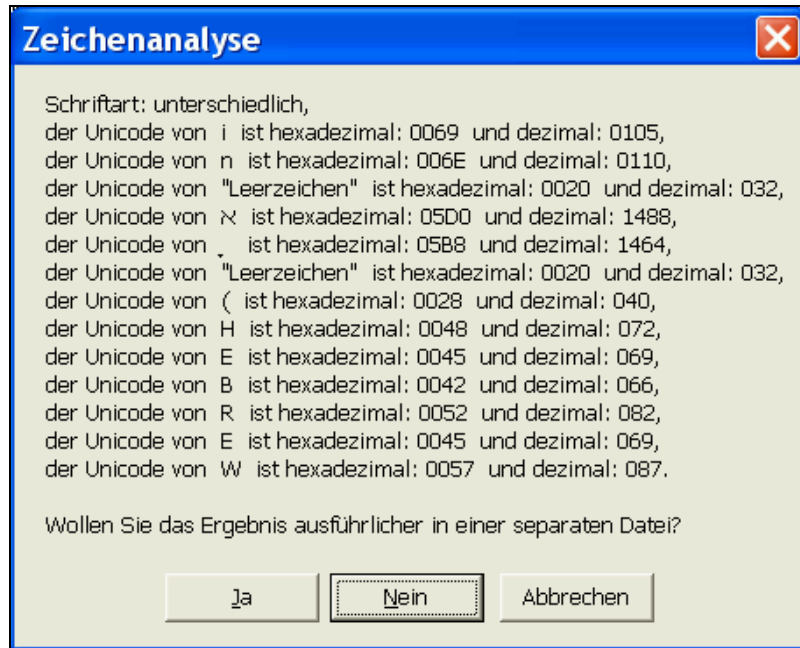 Zeichenanalyse
Schriftart: unterschiedlich,
der Unicode von i ist hexadezimal: 0069 und dezimal: 0105,
der Unicode von n ist hexadezimal: 006E und dezimal: 0110,
der Unicode von "Leerzeichen" ist hexadezimal: 0020 und dezimal: 032,
der Unicode von א ist hexadezimal: 05D0 und dezimal: 1488,
der Unicode von ָ ist hexadezimal: 05B8 und dezimal: 1464,
der Unicode von "Leerzeichen" ist hexadezimal: 0020 und dezimal: 032,
der Unicode von ( ist hexadezimal: 0028 und dezimal: 040,
der Unicode von H ist hexadezimal: 0048 und dezimal: 072,
der Unicode von E ist hexadezimal: 0045 und dezimal: 069,
der Unicode von B ist hexadezimal: 0042 und dezimal: 066,
der Unicode von R ist hexadezimal: 0052 und dezimal: 082,
der Unicode von E ist hexadezimal: 0045 und dezimal: 069,
der Unicode von W ist hexadezimal: 0057 und dezimal: 087.
Wollen Sie das Ergebnis ausführlicher in einer separaten Datei?
Ja Nein Abbrechen